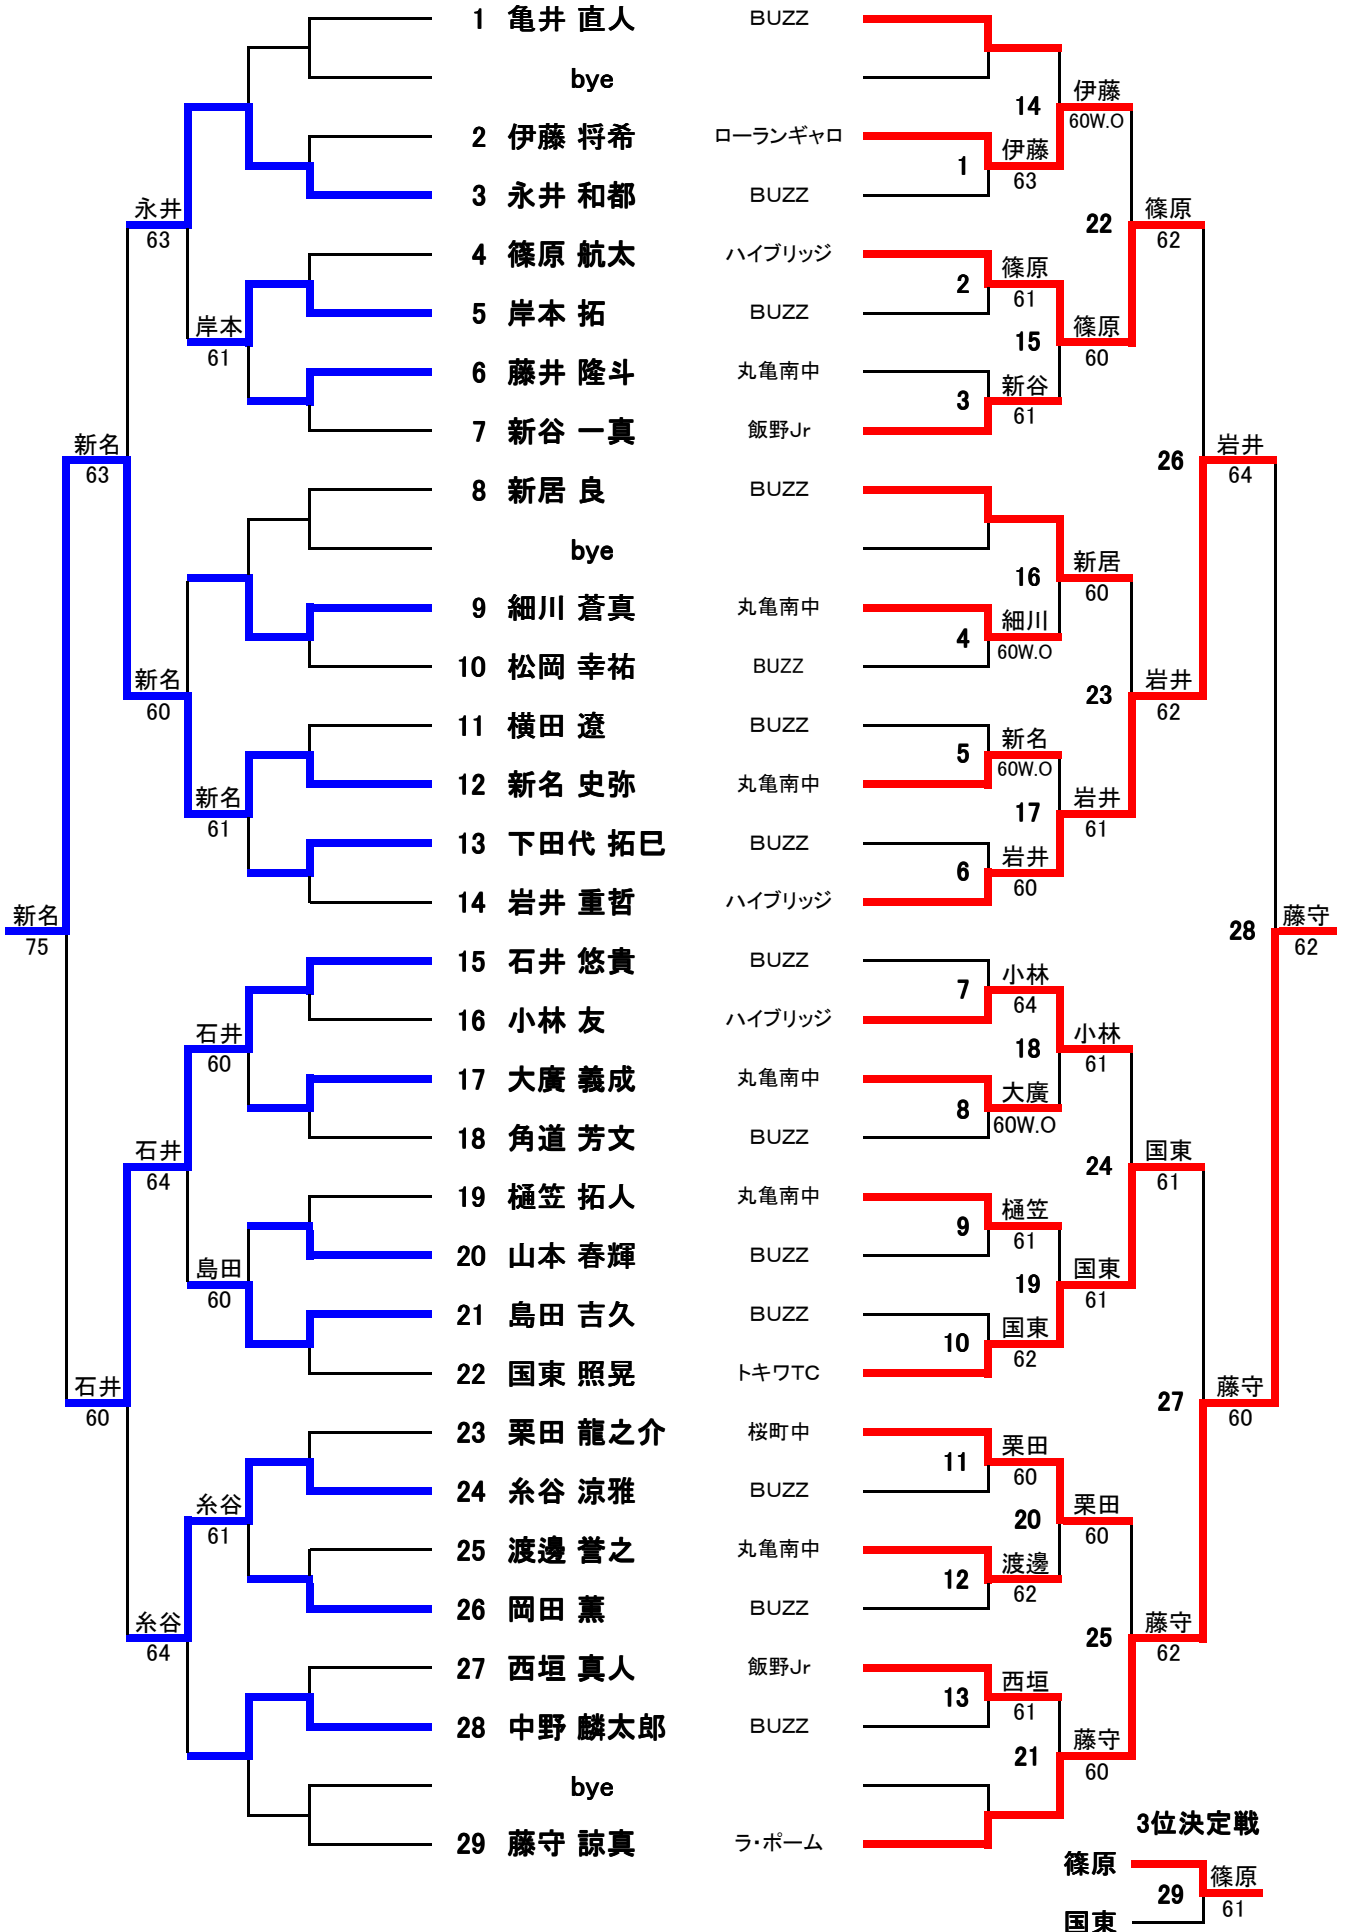 1 亀井 直人 BUZZ
bye
14 伊藤
60W.O
2 伊藤 将希 ローランギャロ
1 伊藤
63
3 永井 和都 BUZZ
永井
63
22 篠原
62
4 篠原 航太 ハイブリッジ
2 篠原
61
5 岸本 拓 BUZZ
岸本
61
15 篠原
60
6 藤井 隆斗 丸亀南中
3 新谷
61
7 新谷 一真 飯野Jr
新名
63
26 岩井
64
8 新居 良 BUZZ
bye
16 新居
60
9 細川 蒼真 丸亀南中
4 細川
60W.O
10 松岡 幸祐 BUZZ
新名
60
23 岩井
62
11 横田 遼 BUZZ
5 新名
60W.O
12 新名 史弥 丸亀南中
新名
61
17 岩井
61
13 下田代 拓巳 BUZZ
6 岩井
60
14 岩井 重哲 ハイブリッジ
新名
75
28 藤守
62
15 石井 悠貴 BUZZ
7 小林
64
16 小林 友 ハイブリッジ
石井
60
18 小林
61
17 大廣 義成 丸亀南中
8 大廣
60W.O
18 角道 芳文 BUZZ
石井
64
24 国東
61
19 樋笠 拓人 丸亀南中
9 樋笠
61
20 山本 春輝 BUZZ
島田
60
19 国東
61
21 島田 吉久 BUZZ
10 国東
62
22 国東 照晃 トキワTC
石井
60
27 藤守
60
23 栗田 龍之介 桜町中
11 栗田
60
24 糸谷 涼雅 BUZZ
糸谷
61
20 栗田
60
25 渡邊 誉之 丸亀南中
12 渡邊
62
26 岡田 薫 BUZZ
糸谷
64
25 藤守
62
27 西垣 真人 飯野Jr
13 西垣
61
28 中野 麟太郎 BUZZ
21 藤守
60
bye
29 藤守 諒真 ラ・ポーム
3位決定戦
篠原
29 篠原
61
国東